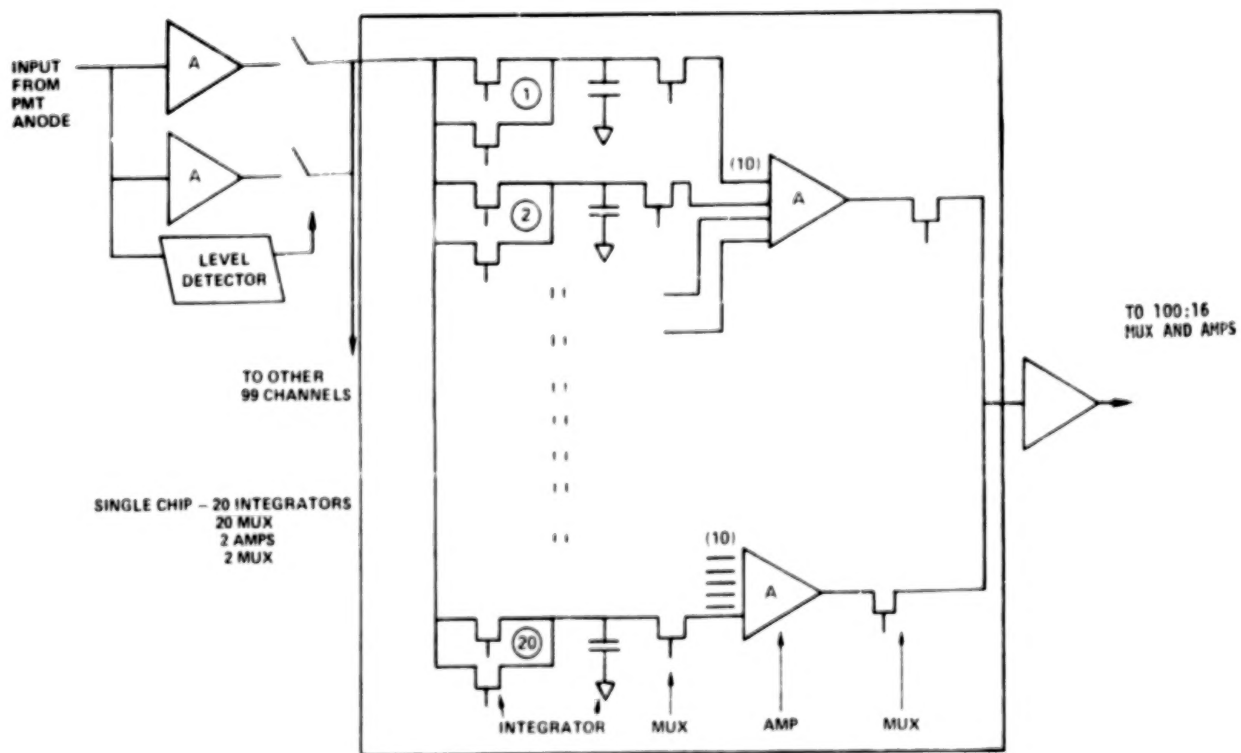 INPUT
FROM
PMT
ANODE
A
A
LEVEL
DETECTOR
TO OTHER
99 CHANNELS
SINGLE CHIP – 20 INTEGRATORS
20 MUX
2 AMPS
2 MUX
1
2
(10)
A
(10)
A
20
INTEGRATOR
MUX
AMP
MUX
TO 100:16
MUX AND AMPS